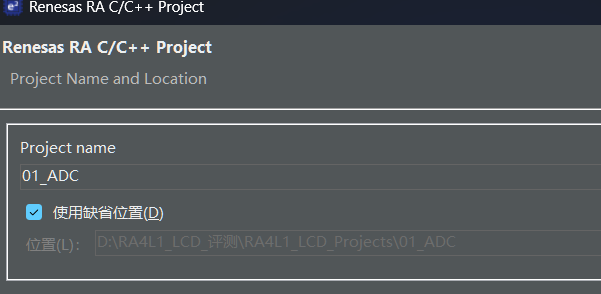 e² Renesas RA C/C++ Project
Renesas RA C/C++ Project
Project Name and Location
Project name
01_ADC
使用缺省位置(D)
位置(L)： D:\RA4L1_LCD_评测\RA4L1_LCD_Projects\01_ADC